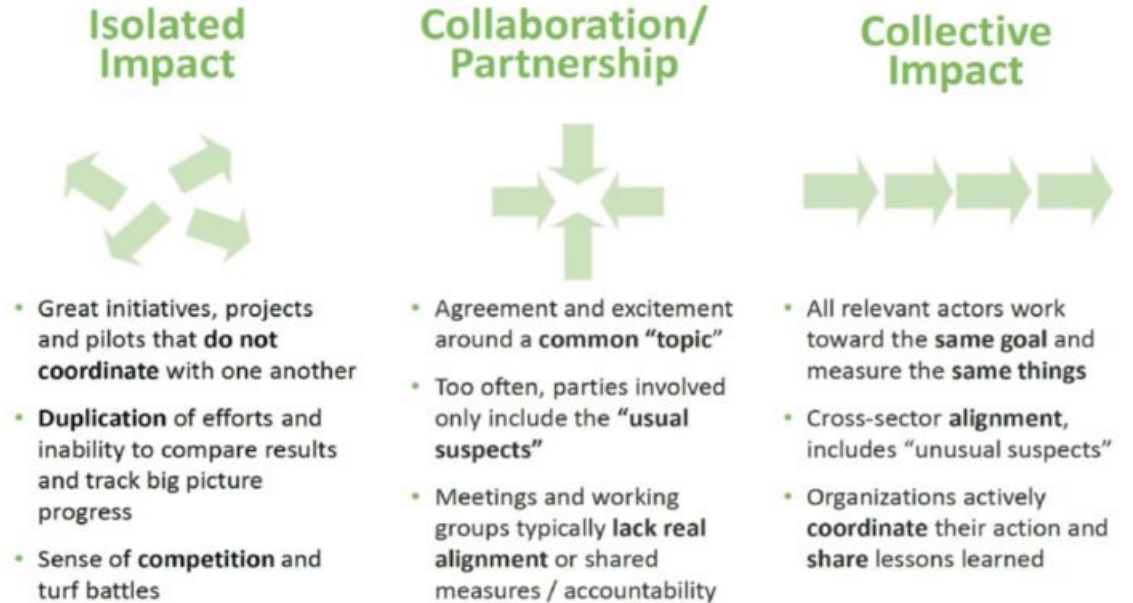 Isolated
Impact
• Great initiatives, projects
and pilots that do not
coordinate with one another
• Duplication of efforts and
inability to compare results
and track big picture
progress
• Sense of competition and
turf battles
Collaboration/
Partnership
• Agreement and excitement
around a common “topic”
• Too often, parties involved
only include the “usual
suspects”
• Meetings and working
groups typically lack real
alignment or shared
measures / accountability
Collective
Impact
• All relevant actors work
toward the same goal and
measure the same things
• Cross-sector alignment,
includes “unusual suspects”
• Organizations actively
coordinate their action and
share lessons learned